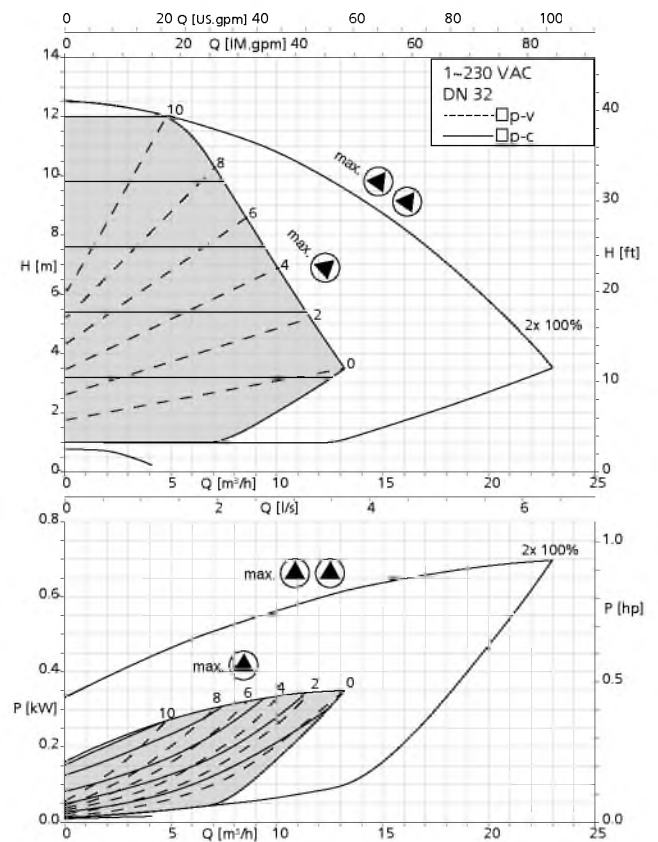 0 Q [US.gpm] 40 60 80 100
0 20 Q [IM.gpm] 40 60 80
14
12
10
8
H [m]
6
4
2
0
40
30
H [ft]
20
10
0
1~230 VAC
DN 32
□p-v
□p-c
10
8
6
4
2
0
max.
max.
2x 100%
0 5 Q [m³/h] 10 15 20 25
0 2 Q [l/s] 4 6
0.8
0.6
0.4
P [kW]
0.2
0.0
1.0
P [hp]
0.5
0.0
2x 100%
max.
max.
10 8 6 4 2 0
0 5 Q [m³/h] 10 15 20 25